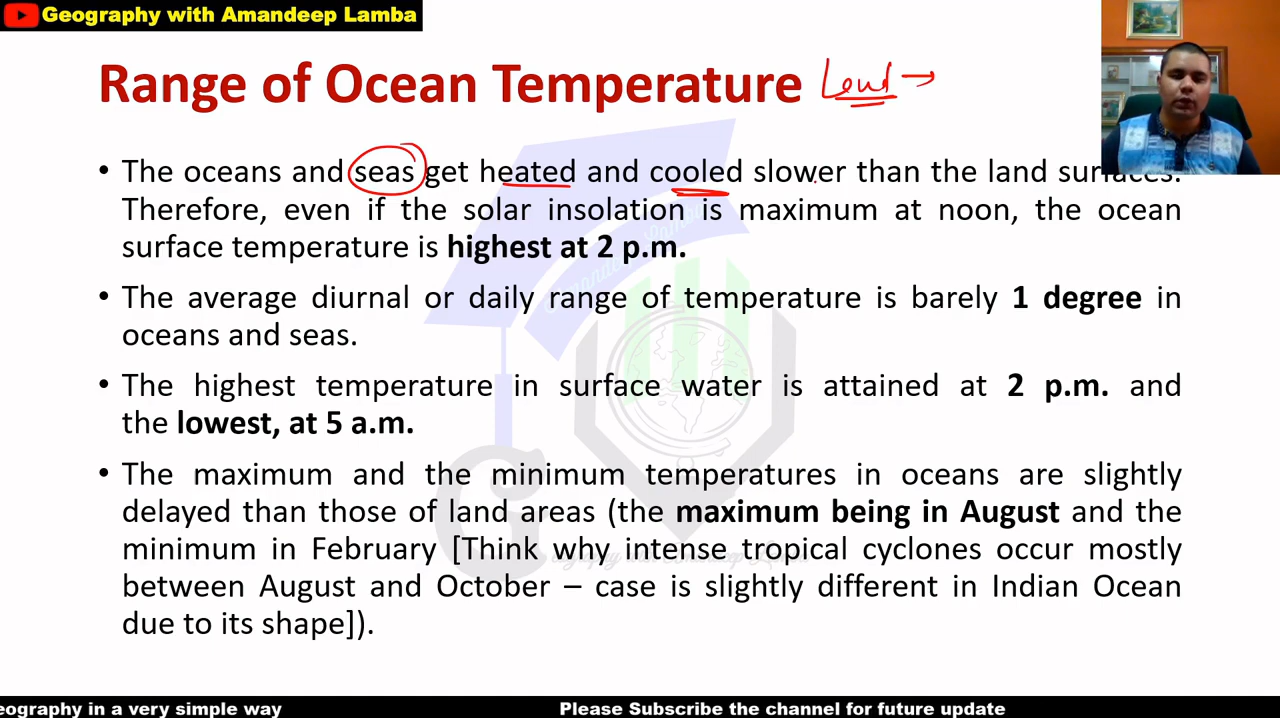 Geography with Amandeep Lamba
Range of Ocean Temperature Land →
• The oceans and seas get heated and cooled slower than the land surfaces.
Therefore, even if the solar insolation is maximum at noon, the ocean
surface temperature is highest at 2 p.m.
• The average diurnal or daily range of temperature is barely 1 degree in
oceans and seas.
• The highest temperature in surface water is attained at 2 p.m. and
the lowest, at 5 a.m.
• The maximum and the minimum temperatures in oceans are slightly
delayed than those of land areas (the maximum being in August and the
minimum in February [Think why intense tropical cyclones occur mostly
between August and October – case is slightly different in Indian Ocean
due to its shape]).
eography in a very simple way Please Subscribe the channel for future update